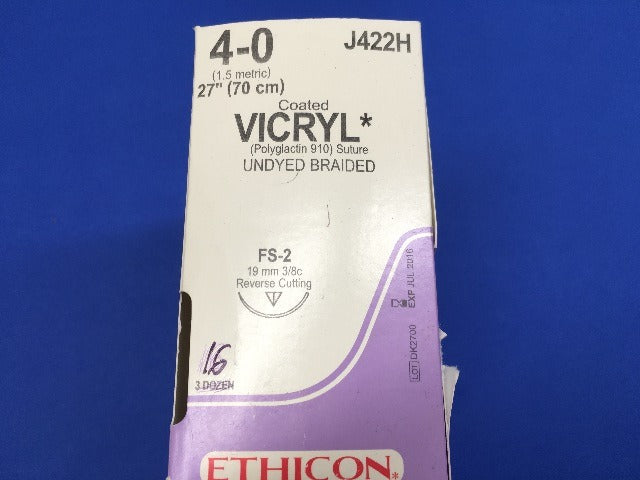 4-0
J422H
(1.5 metric)
27" (70 cm)
Coated
VICRYL*
(Polyglactin 910) Suture
UNDYED BRAIDED
FS-2
19 mm 3/8c
Reverse Cutting
EXP JUL 2016
LOT DK2700
16
3 DOZEN
ETHICON*